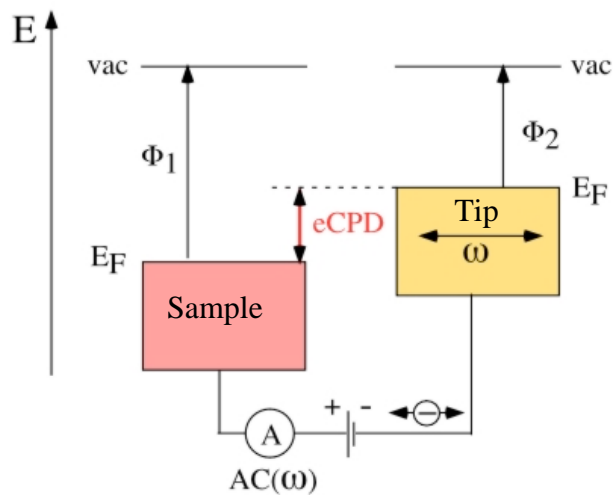 E
vac
vac
Φ1
Φ2
EF
Tip
eCPD
ω
EF
Sample
+ -
−
A
AC(ω)